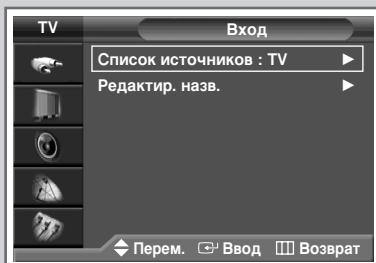 TV Вход
Список источников : TV ►
Редактир. назв. ►
Перем. Ввод Возврат